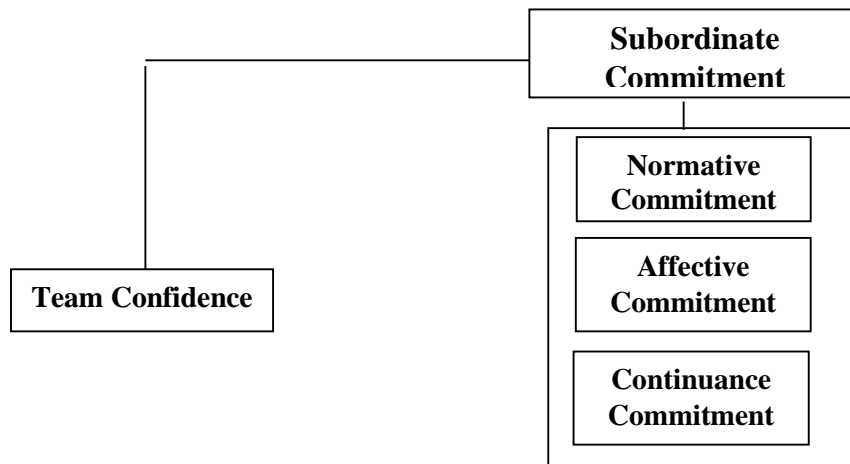 Subordinate
Commitment
Normative
Commitment
Affective
Commitment
Team Confidence
Continuance
Commitment